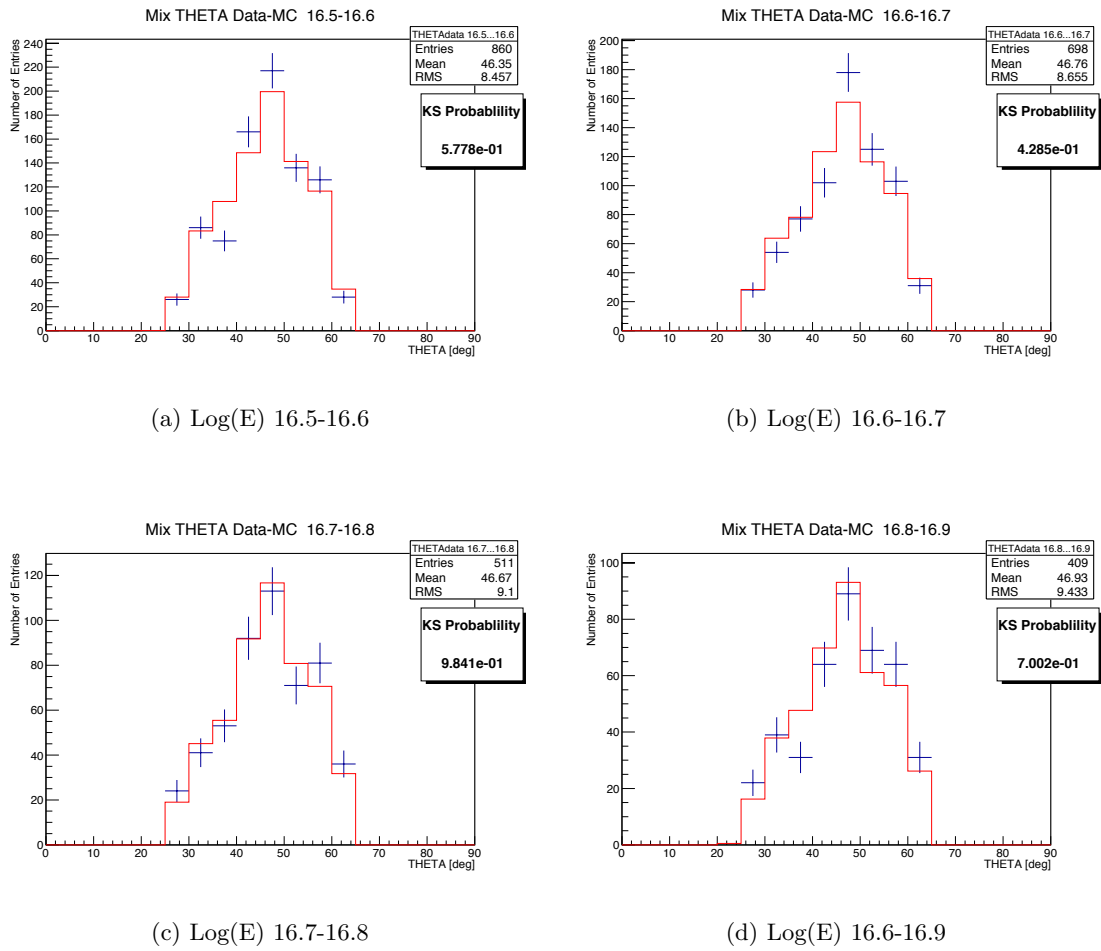 Mix THETA Data-MC 16.5-16.6
THETAdata 16.5...16.6
Entries 860
Mean 46.35
RMS 8.457
KS Probablility
5.778e-01
Number of Entries
240
220
200
180
160
140
120
100
80
60
40
20
0
0 10 20 30 40 50 60 70 80 90
THETA [deg]
(a) Log(E) 16.5-16.6
Mix THETA Data-MC 16.6-16.7
THETAdata 16.6...16.7
Entries 698
Mean 46.76
RMS 8.655
KS Probablility
4.285e-01
Number of Entries
200
180
160
140
120
100
80
60
40
20
0
0 10 20 30 40 50 60 70 80 90
THETA [deg]
(b) Log(E) 16.6-16.7
Mix THETA Data-MC 16.7-16.8
THETAdata 16.7...16.8
Entries 511
Mean 46.67
RMS 9.1
KS Probablility
9.841e-01
Number of Entries
120
100
80
60
40
20
0
0 10 20 30 40 50 60 70 80 90
THETA [deg]
(c) Log(E) 16.7-16.8
Mix THETA Data-MC 16.8-16.9
THETAdata 16.8...16.9
Entries 409
Mean 46.93
RMS 9.433
KS Probablility
7.002e-01
Number of Entries
100
80
60
40
20
0
0 10 20 30 40 50 60 70 80 90
THETA [deg]
(d) Log(E) 16.6-16.9